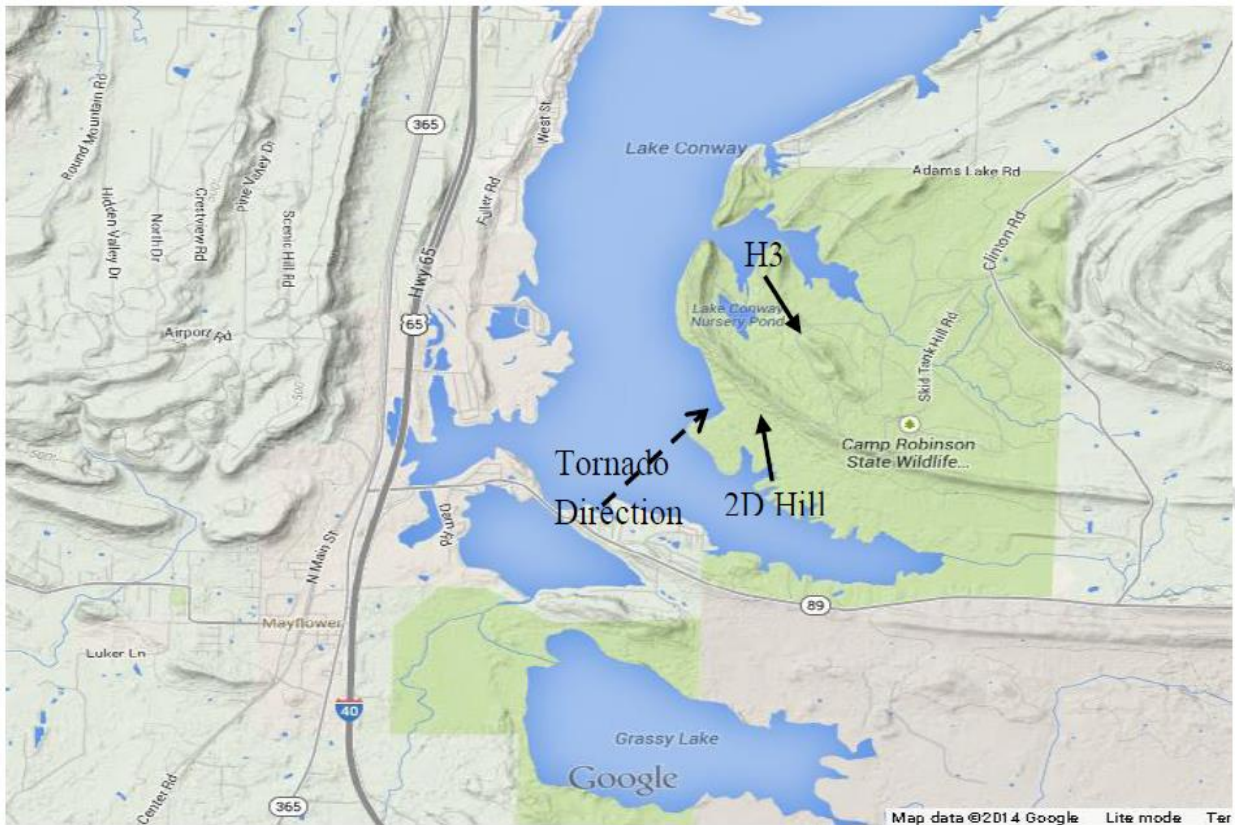 365
Round Mountain Rd
Pine Valley Dr
Hidden Valley Dr
North Dr
Crestview Rd
Scenic Hill Rd
West St
Fuller Rd
Hwy 65
Lake Conway
Adams Lake Rd
Clinton Rd
H3
Lake Conway
Nursery Pond
Airport Rd
65
500
Skid Tank Hill Rd
Camp Robinson
State Wildlife...
Tornado
Direction
2D Hill
Dam Rd
N Main St
89
Mayflower
Luker Ln
40
Grassy Lake
Google
Center Rd
365
Map data ©2014 Google Lite mode Ter